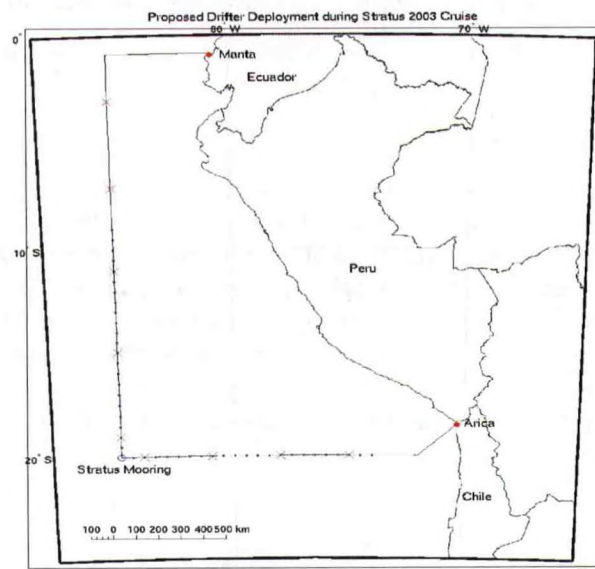 Proposed Drifter Deployment during Stratus 2003 Cruise
80° W
70° W
0°
Manta
Ecuador
10° S
Peru
Arica
20° S
Stratus Mooring
Chile
100 0 100 200 300 400 500 km